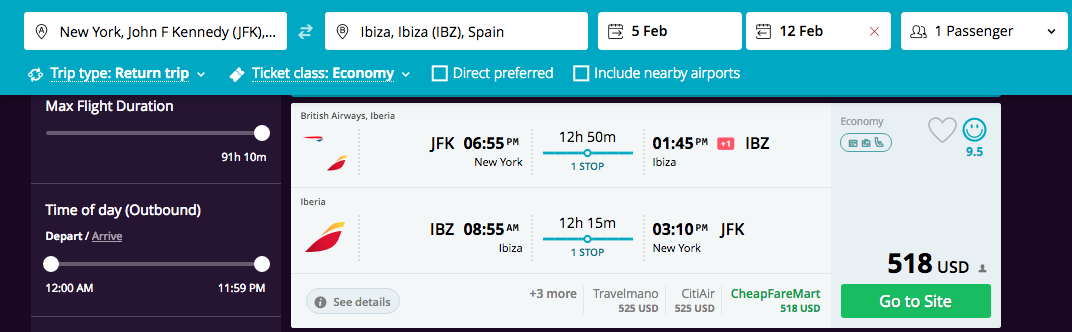 New York, John F Kennedy (JFK),...
Ibiza, Ibiza (IBZ), Spain
5 Feb
12 Feb
1 Passenger
Trip type: Return trip
Ticket class: Economy
Direct preferred
Include nearby airports
Max Flight Duration
91h 10m
Time of day (Outbound)
Depart / Arrive
12:00 AM 11:59 PM
British Airways, Iberia
JFK 06:55 PM 12h 50m 01:45 PM +1 IBZ
New York 1 STOP Ibiza
Iberia
IBZ 08:55 AM 12h 15m 03:10 PM JFK
Ibiza 1 STOP New York
See details
+3 more Travelmano CitiAir CheapFareMart
525 USD 525 USD 518 USD
Economy
9.5
518 USD
Go to Site